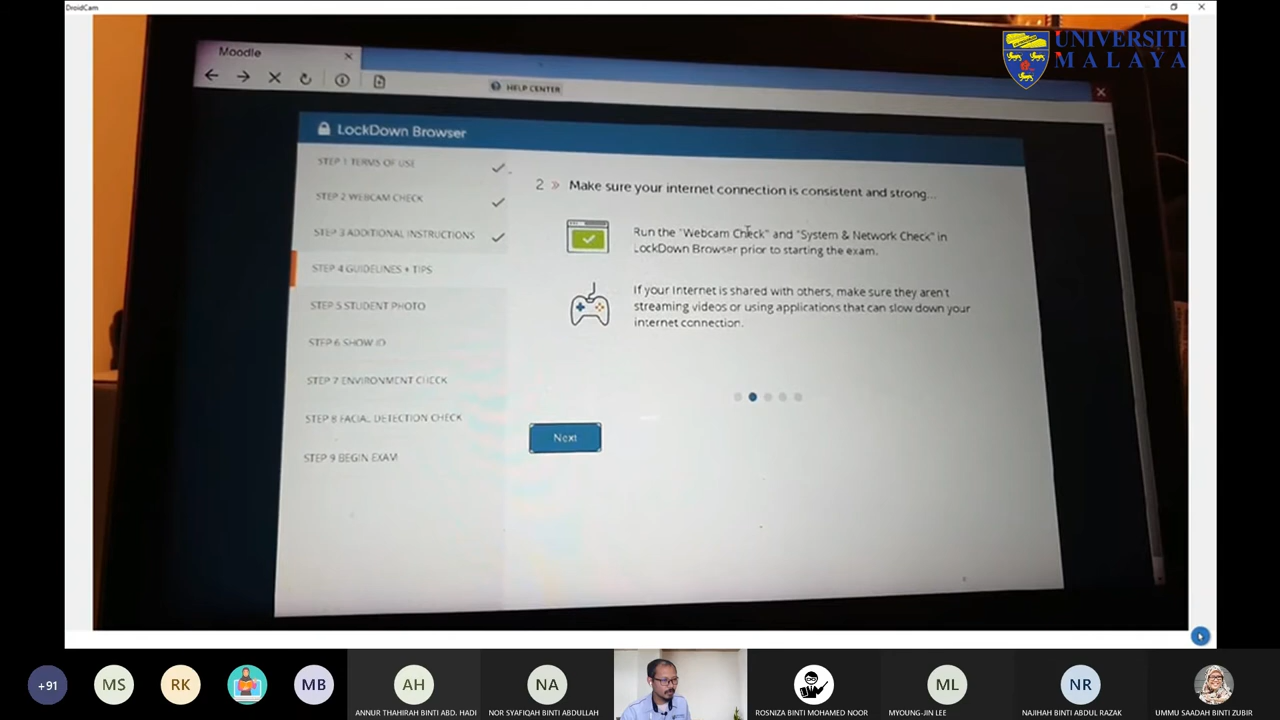 DroidCam
UNIVERSITI
MALAYA
Moodle
HELP CENTER
LockDown Browser
STEP 1 TERMS OF USE
STEP 2 WEBCAM CHECK
STEP 3 ADDITIONAL INSTRUCTIONS
STEP 4 GUIDELINES + TIPS
STEP 5 STUDENT PHOTO
STEP 6 SHOW ID
STEP 7 ENVIRONMENT CHECK
STEP 8 FACIAL DETECTION CHECK
STEP 9 BEGIN EXAM
2 » Make sure your internet connection is consistent and strong...
Run the "Webcam Check" and "System & Network Check" in
LockDown Browser prior to starting the exam.
If your Internet is shared with others, make sure they aren't
streaming videos or using applications that can slow down your
internet connection.
Next
+91
MS
RK
MB
AH
ANNUR THAHIRAH BINTI ABD. HADI
NA
NOR SYAFIQAH BINTI ABDULLAH
ROSNIZA BINTI MOHAMED NOOR
ML
MYOUNG-JIN LEE
NR
NAJIHAH BINTI ABDUL RAZAK
UMMU SAADAH BINTI ZUBIR